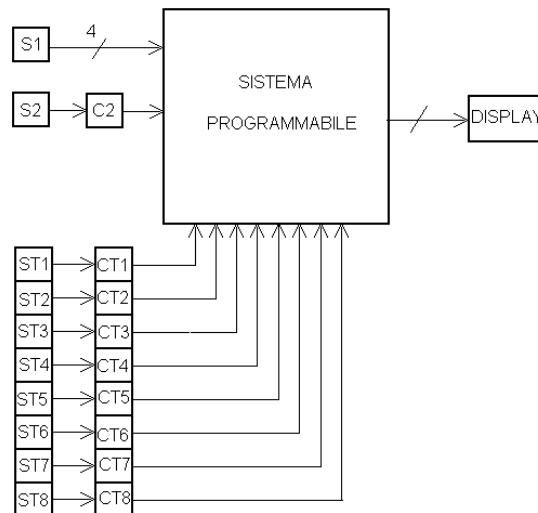 S1
4
S2
C2
SISTEMA
PROGRAMMABILE
DISPLAY
ST1
CT1
ST2
CT2
ST3
CT3
ST4
CT4
ST5
CT5
ST6
CT6
ST7
CT7
ST8
CT8